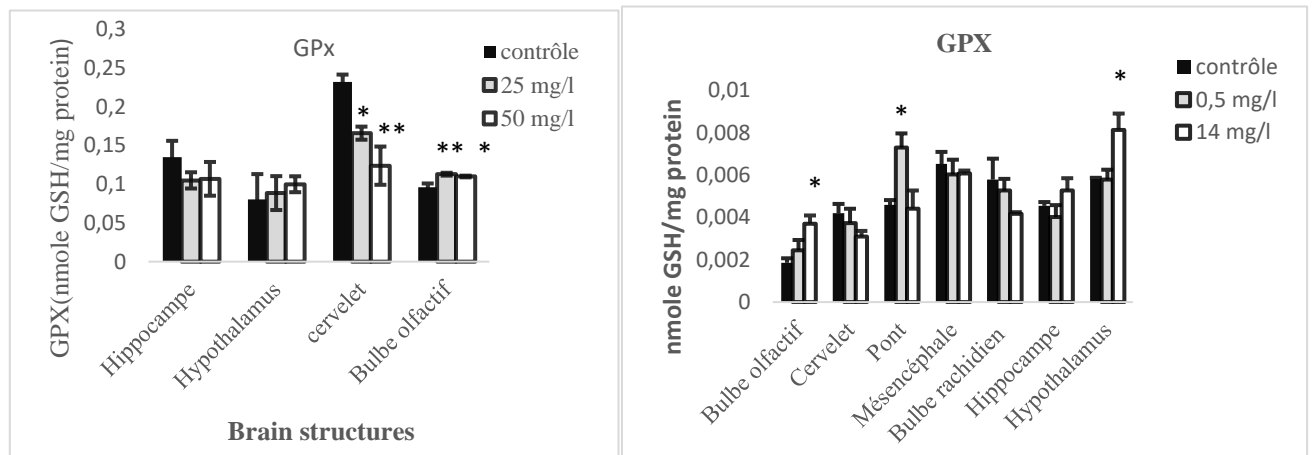 GPx
GPX(nmole GSH/mg protein)
0,3
0,25
0,2
0,15
0,1
0,05
0
contrôle
25 mg/l
50 mg/l
*
**
**
*
Hippocampe
Hypothalamus
cervelet
Bulbe olfactif
Brain structures
GPX
nmole GSH/mg protein
0,01
0,008
0,006
0,004
0,002
0
contrôle
0,5 mg/l
14 mg/l
*
*
*
Bulbe olfactif
Cervelet
Pont
Mésencéphale
Bulbe rachidien
Hippocampe
Hypothalamus